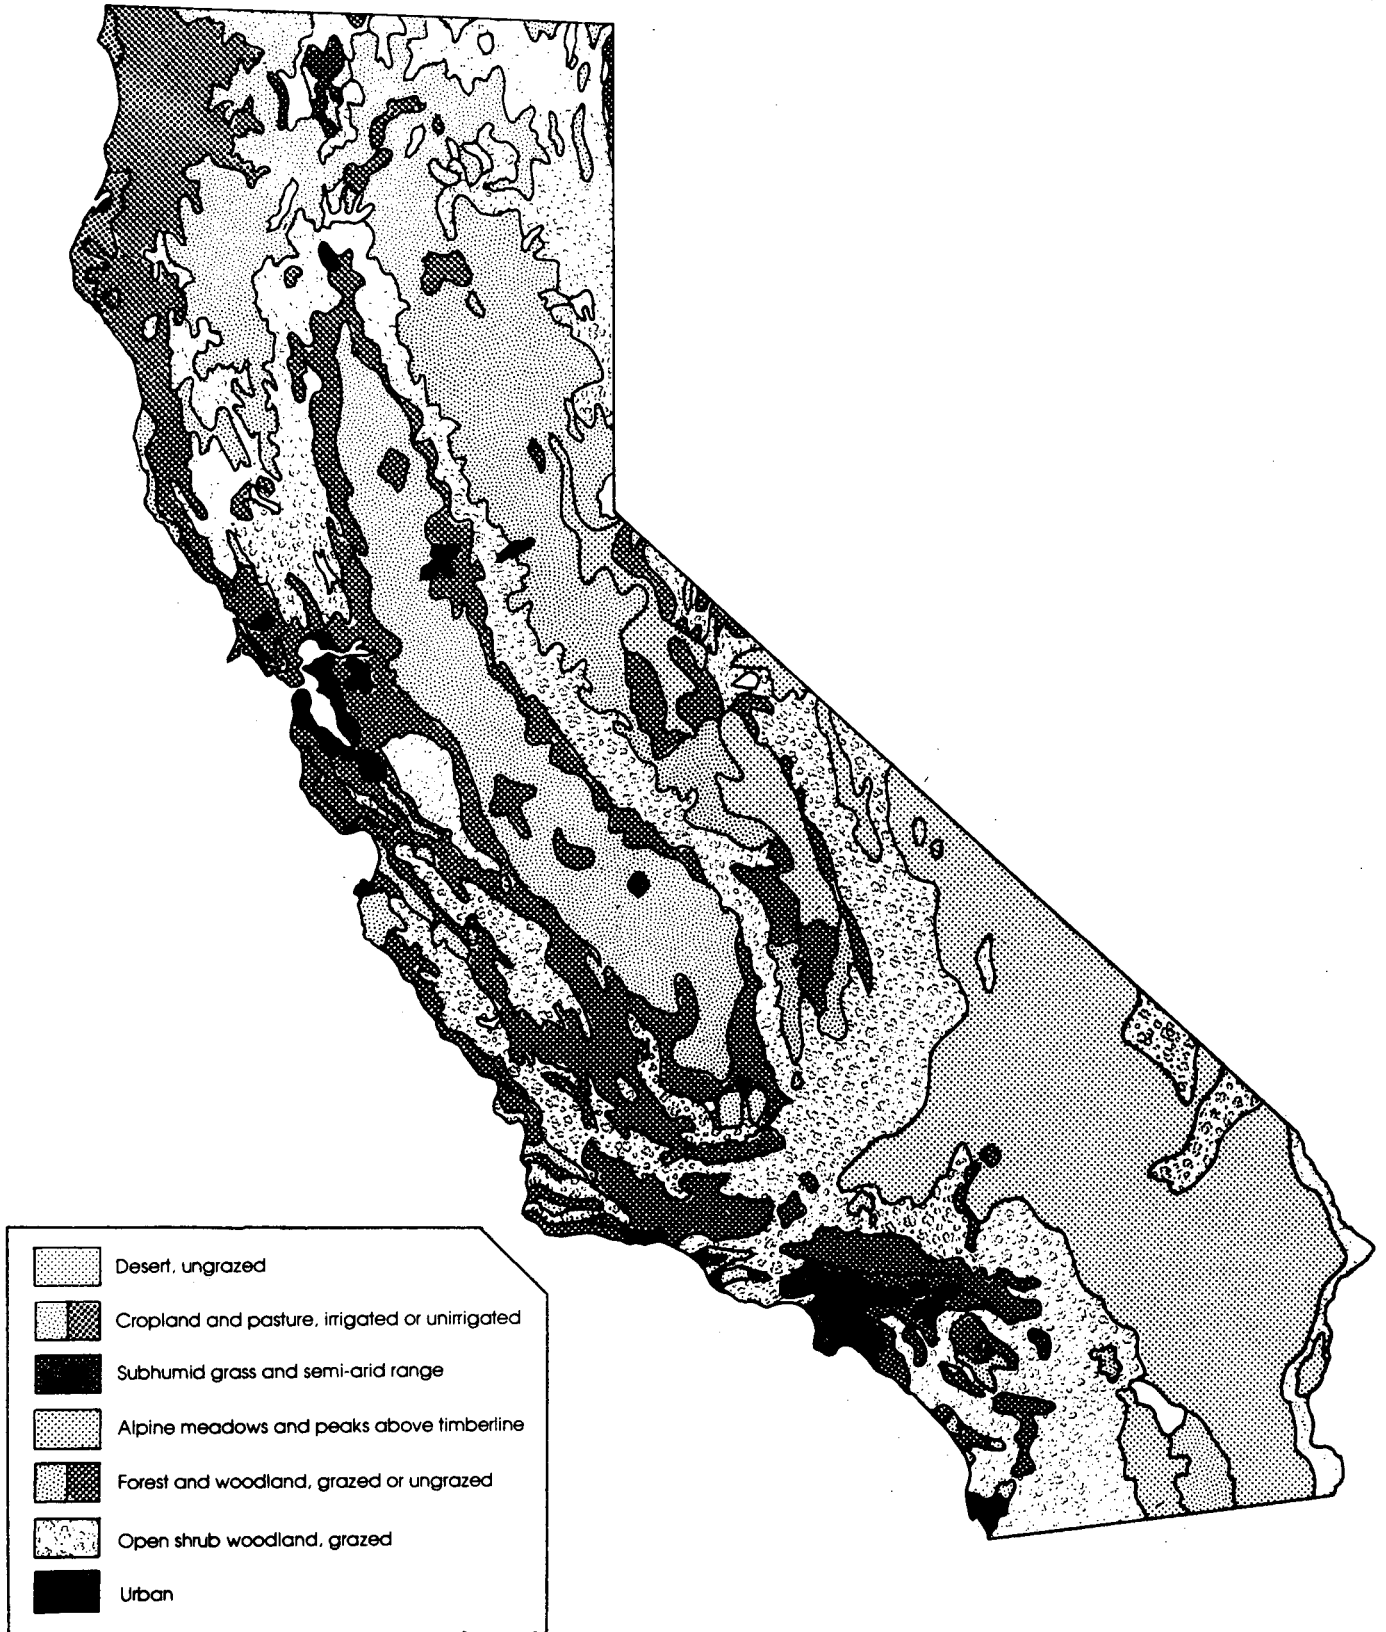 Desert, ungrazed
Cropland and pasture, irrigated or unirrigated
Subhumid grass and semi-arid range
Alpine meadows and peaks above timberline
Forest and woodland, grazed or ungrazed
Open shrub woodland, grazed
Urban